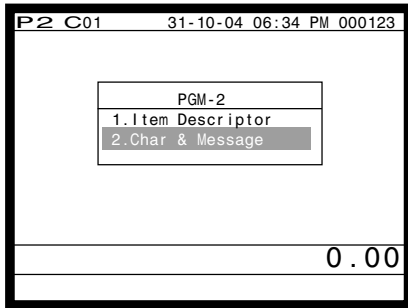 P2 C01 31-10-04 06:34 PM 000123
PGM-2
1.Item Descriptor
2.Char & Message
0.00